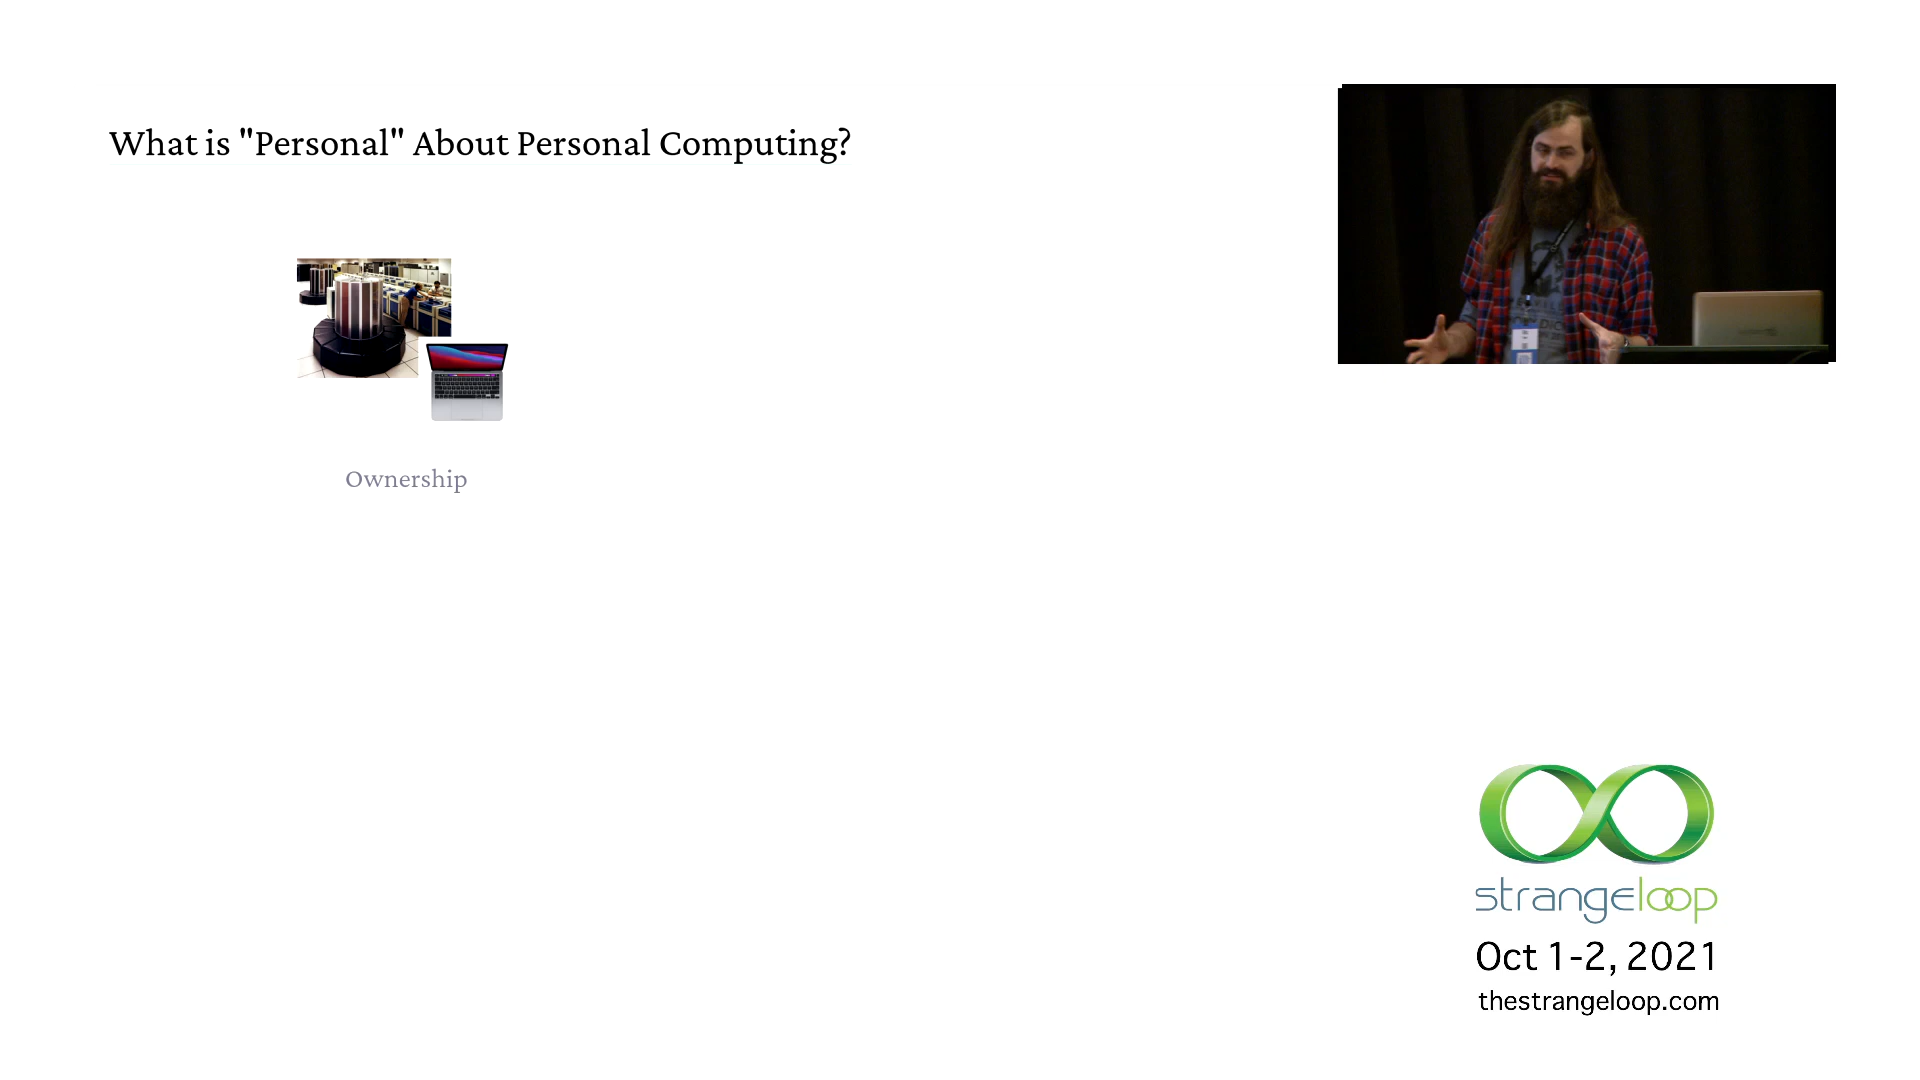 What is "Personal" About Personal Computing?
Ownership
strangeloop
Oct 1-2, 2021
thestrangeloop.com